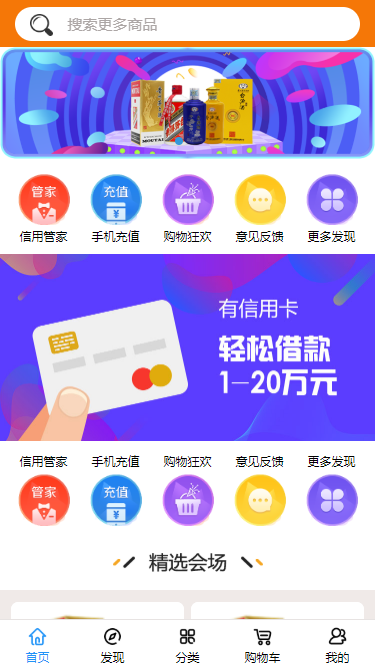 搜索更多商品
MOUTAI
管家 充值
信用管家 手机充值 购物狂欢 意见反馈 更多发现
有信用卡
轻松借款
1-20万元
信用管家 手机充值 购物狂欢 意见反馈 更多发现
管家 充值
精选会场
首页 发现 分类 购物车 我的